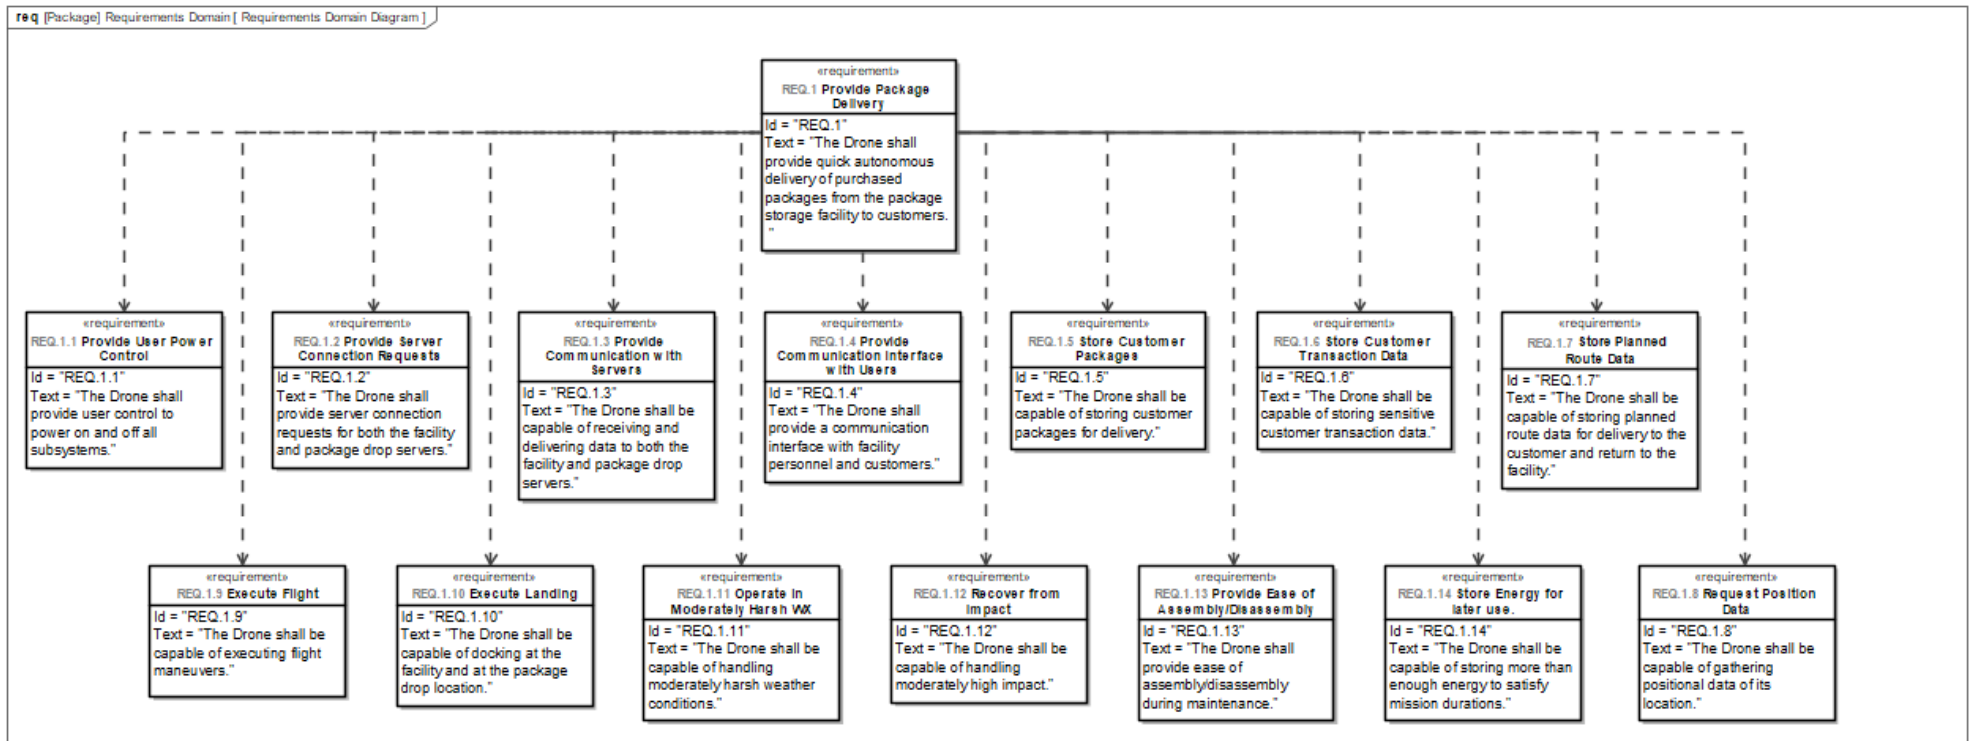 req [Package] Requirements Domain [ Requirements Domain Diagram ]
«requirement»
REQ.1 Provide Package
Delivery
Id = "REQ.1"
Text = "The Drone shall
provide quick autonomous
delivery of purchased
packages from the package
storage facility to customers.
"
«requirement»
REQ.1.1 Provide User Power
Control
Id = "REQ.1.1"
Text = "The Drone shall
provide user control to
power on and off all
subsystems."
«requirement»
REQ.1.2 Provide Server
Connection Requests
Id = "REQ.1.2"
Text = "The Drone shall
provide server connection
requests for both the facility
and package drop servers."
«requirement»
REQ.1.3 Provide
Communication with
Servers
Id = "REQ.1.3"
Text = "The Drone shall be
capable of receiving and
delivering data to both the
facility and package drop
servers."
«requirement»
REQ.1.4 Provide
Communication Interface
with Users
Id = "REQ.1.4"
Text = "The Drone shall
provide a communication
interface with facility
personnel and customers."
«requirement»
REQ.1.5 Store Customer
Packages
Id = "REQ.1.5"
Text = "The Drone shall be
capable of storing customer
packages for delivery."
«requirement»
REQ.1.6 Store Customer
Transaction Data
Id = "REQ.1.6"
Text = "The Drone shall be
capable of storing sensitive
customer transaction data."
«requirement»
REQ.1.7 Store Planned
Route Data
Id = "REQ.1.7"
Text = "The Drone shall be
capable of storing planned
route data for delivery to the
customer and return to the
facility."
«requirement»
REQ.1.9 Execute Flight
Id = "REQ.1.9"
Text = "The Drone shall be
capable of executing flight
maneuvers."
«requirement»
REQ.1.10 Execute Landing
Id = "REQ.1.10"
Text = "The Drone shall be
capable of docking at the
facility and at the package
drop location."
«requirement»
REQ.1.11 Operate in
Moderately Harsh WX
Id = "REQ.1.11"
Text = "The Drone shall be
capable of handling
moderately harsh weather
conditions."
«requirement»
REQ.1.12 Recover from
Impact
Id = "REQ.1.12"
Text = "The Drone shall be
capable of handling
moderately high impact."
«requirement»
REQ.1.13 Provide Ease of
Assembly/Disassembly
Id = "REQ.1.13"
Text = "The Drone shall
provide ease of
assembly/disassembly
during maintenance."
«requirement»
REQ.1.14 Store Energy for
later use.
Id = "REQ.1.14"
Text = "The Drone shall be
capable of storing more than
enough energy to satisfy
mission durations."
«requirement»
REQ.1.8 Request Position
Data
Id = "REQ.1.8"
Text = "The Drone shall be
capable of gathering
positional data of its
location."